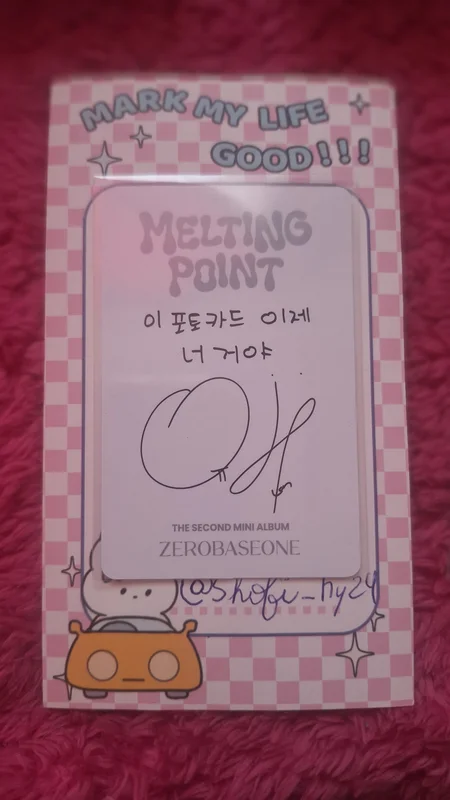 MARK MY LIFE
GOOD!!!
MELTING
POINT
이 포토카드 이제
너 거야
THE SECOND MINI ALBUM
ZEROBASEONE